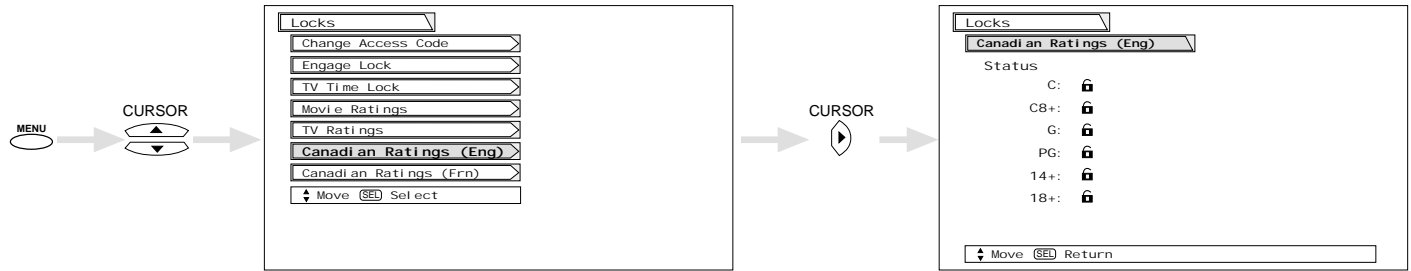 MENU
CURSOR
Locks
Change Access Code
Engage Lock
TV Time Lock
Movie Ratings
TV Ratings
Canadian Ratings (Eng)
Canadian Ratings (Frn)
Move SEL Select
CURSOR
Locks
Canadian Ratings (Eng)
Status
C:
C8+:
G:
PG:
14+:
18+:
Move SEL Return